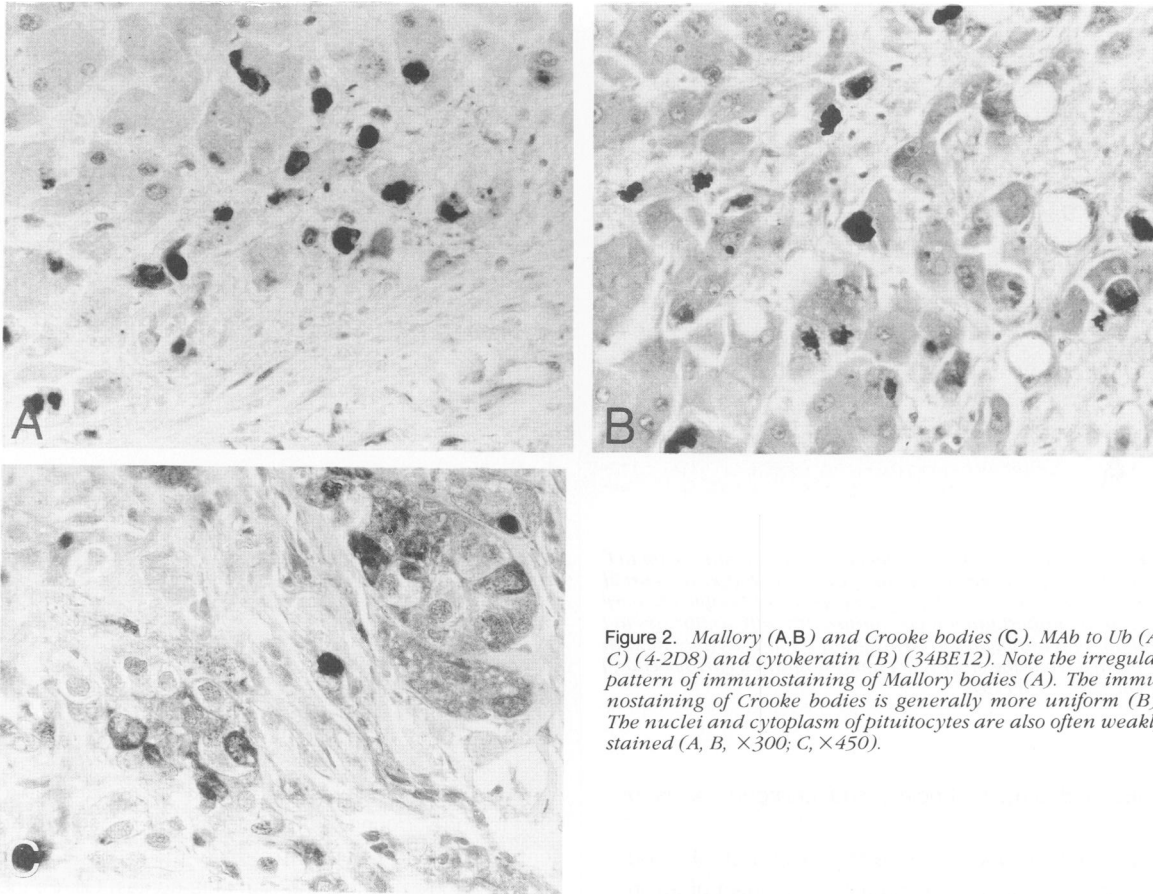 A
B
C
Figure 2. Mallory (A,B) and Crooke bodies (C). MAb to Ub (A
C) (4-2D8) and cytokeratin (B) (34BE12). Note the irregula
pattern of immunostaining of Mallory bodies (A). The immu
nostaining of Crooke bodies is generally more uniform (B)
The nuclei and cytoplasm of pituitocytes are also often weakl
stained (A, B, ×300; C, ×450).